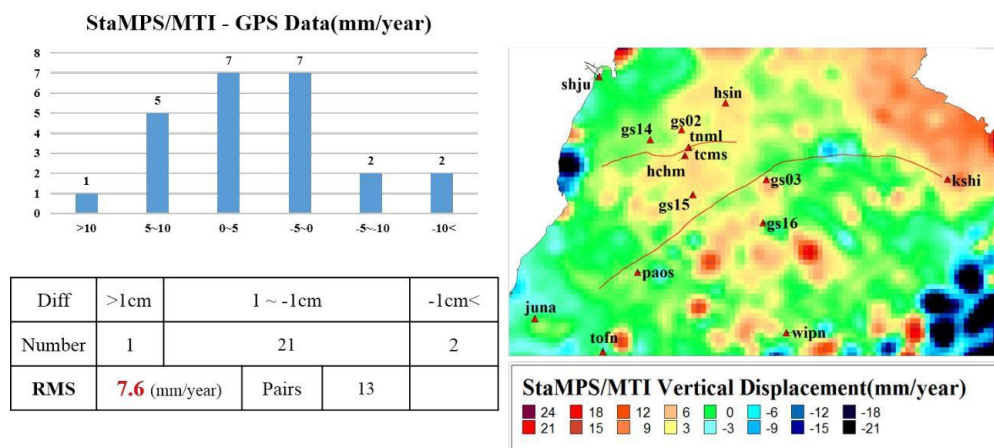 StaMPS/MTI - GPS Data(mm/year)
8
7
6
5
4
3
2
1
0
1
5
7
7
2
2
>10
5~10
0~5
-5~0
-5~-10
-10<
Diff >1cm 1 ~ -1cm -1cm<
Number 1 21 2
RMS 7.6 (mm/year) Pairs 13
shju
hsin
gs02
gs14
tnml
tcms
hchm
gs03
kshi
gs15
gs16
paos
juna
tofn
wipn
StaMPS/MTI Vertical Displacement(mm/year)
24 18 12 6 0 -6 -12 -18
21 15 9 3 -3 -9 -15 -21